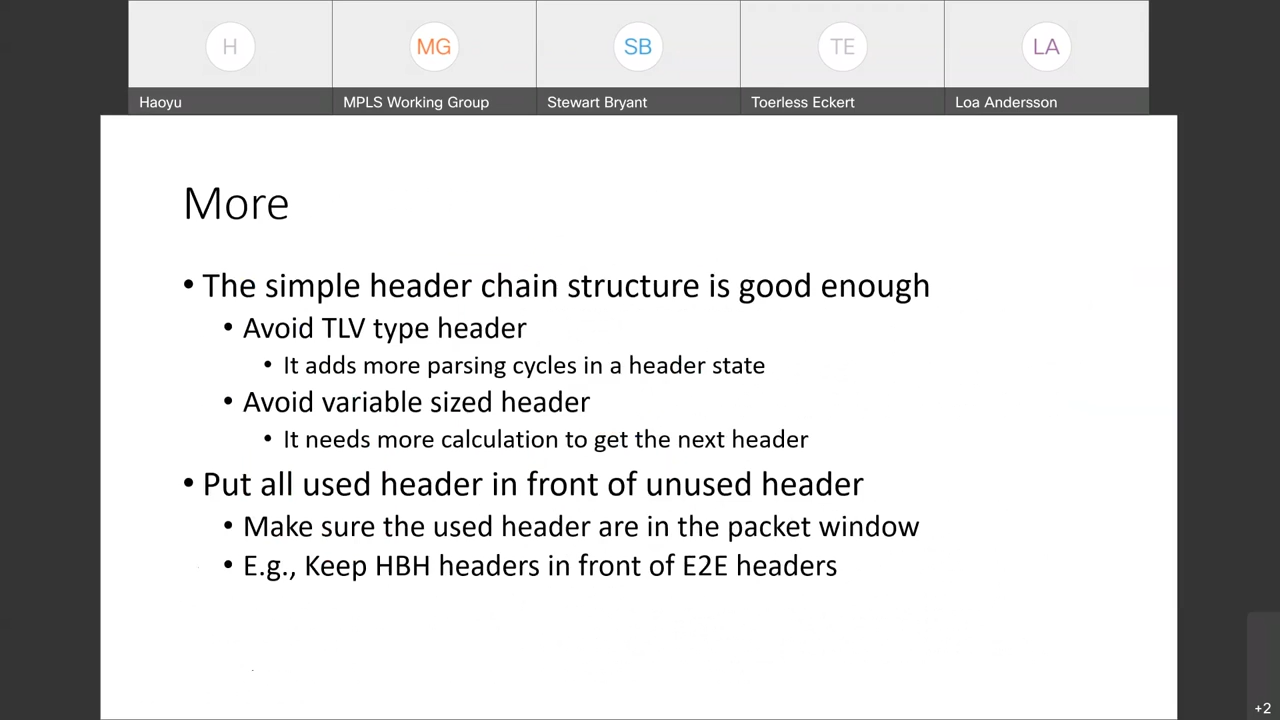 H
MG
SB
TE
LA
Haoyu
MPLS Working Group
Stewart Bryant
Toerless Eckert
Loa Andersson
More
• The simple header chain structure is good enough
• Avoid TLV type header
• It adds more parsing cycles in a header state
• Avoid variable sized header
• It needs more calculation to get the next header
• Put all used header in front of unused header
• Make sure the used header are in the packet window
• E.g., Keep HBH headers in front of E2E headers
+2